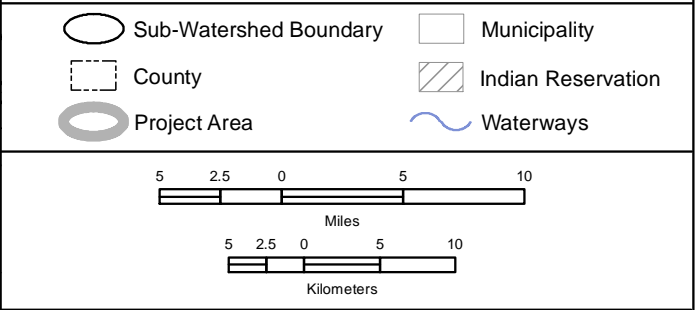 Sub-Watershed Boundary Municipality
County Indian Reservation
Project Area Waterways
5 2.5 0 5 10
Miles
5 2.5 0 5 10
Kilometers